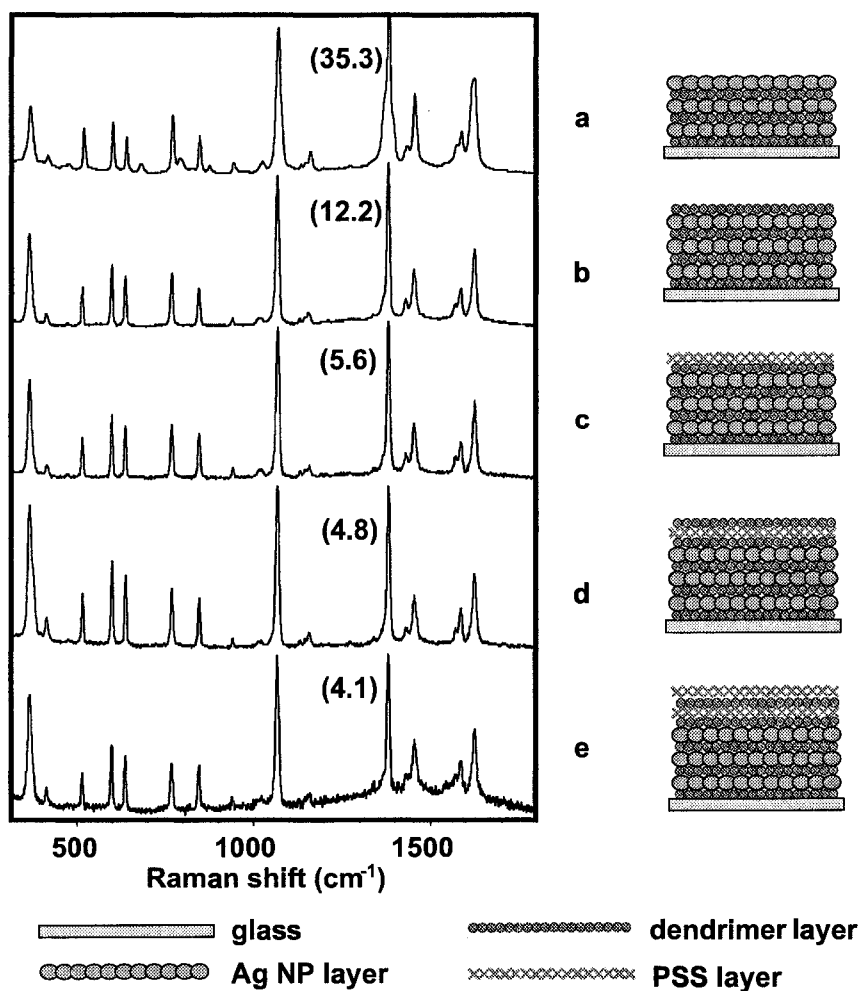 (35.3)
a
(12.2)
b
(5.6)
c
(4.8)
d
(4.1)
e
500 1000 1500
Raman shift (cm-1)
glass
dendrimer layer
Ag NP layer
PSS layer